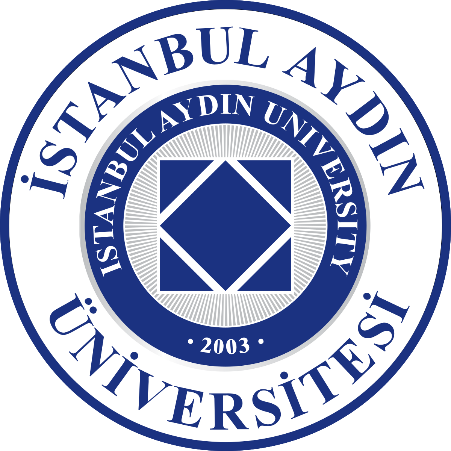 İSTANBUL AYDIN
ÜNİVERSİTESİ
ISTANBUL AYDIN UNIVERSITY
· 2003 ·